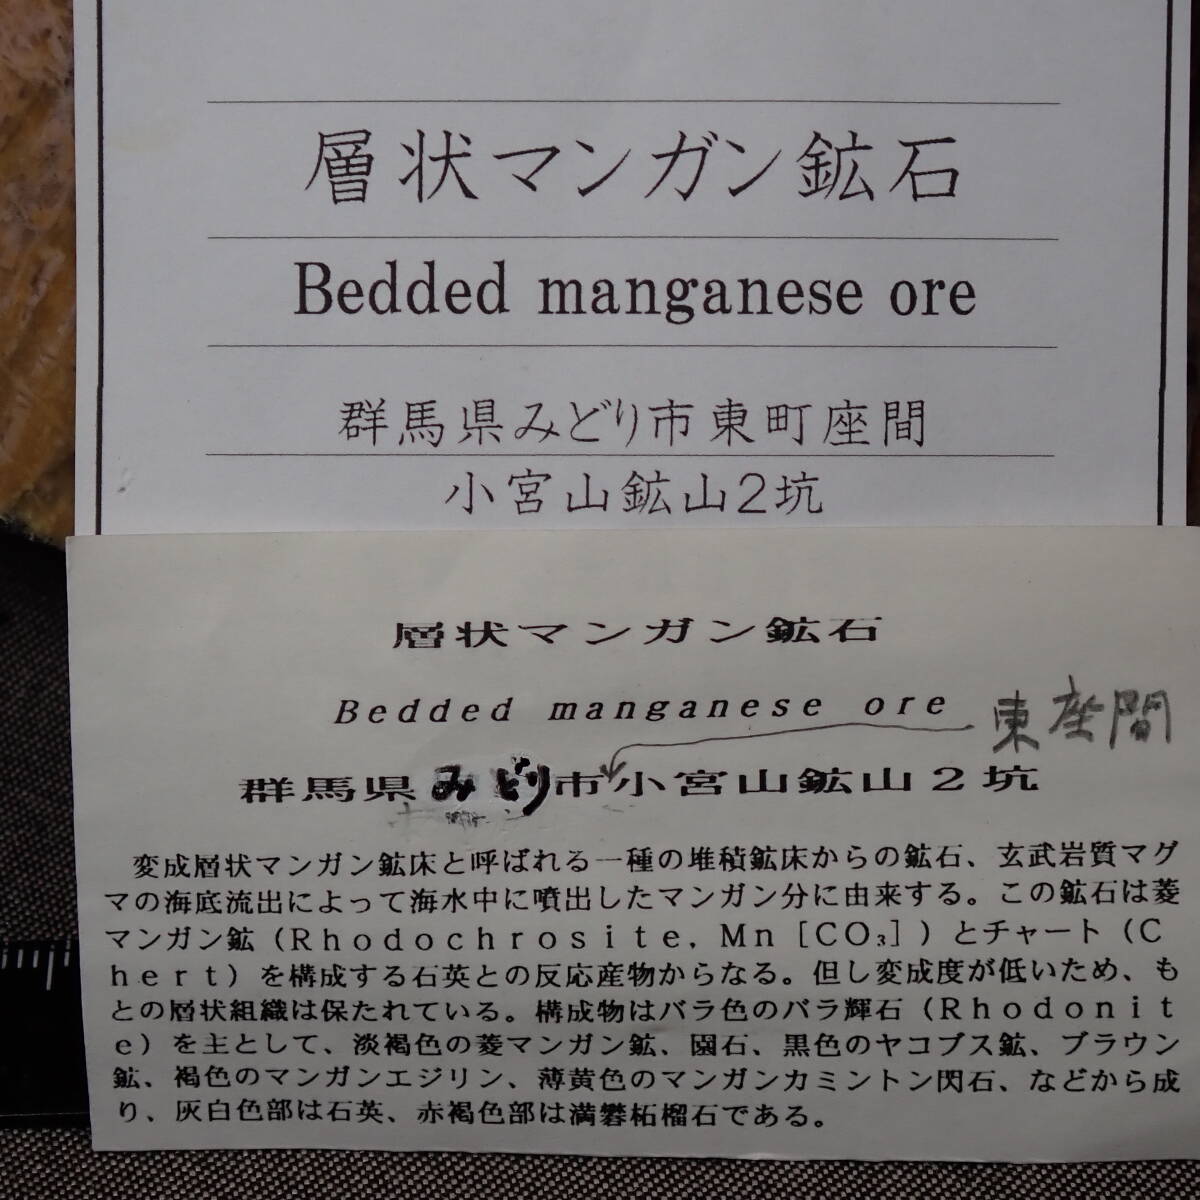 層状マンガン鉱石
Bedded manganese ore
群馬県みどり市東町座間
小宮山鉱山2坑
層状マンガン鉱石
Bedded manganese ore
東座間
群馬県みどり市小宮山鉱山2坑
変成層状マンガン鉱床と呼ばれる一種の堆積鉱床からの鉱石、玄武岩質マグ
マの海底流出によって海水中に噴出したマンガン分に由来する。この鉱石は菱
マンガン鉱(Rhodochrosite, Mn[CO₃])とチャート(C
hert)を構成する石英との反応産物からなる。但し変成度が低いため、も
との層状組織は保たれている。構成物はバラ色のバラ輝石(Rhodonit
e)を主として、淡褐色の菱マンガン鉱、園石、黒色のヤコブス鉱、ブラウン
鉱、褐色のマンガンエジリン、薄黄色のマンガンカミントン閃石、などから成
り、灰白色部は石英、赤褐色部は満礬柘榴石である。